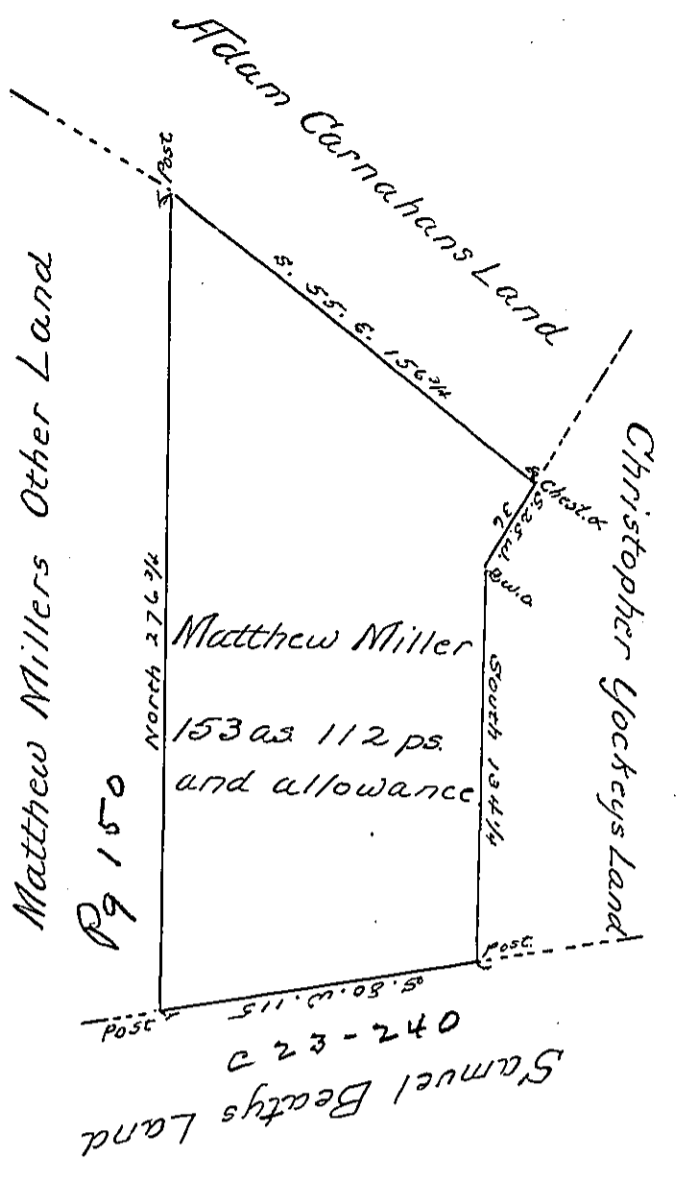 Adam Carnahans Land
Post
S. 55. E. 156 3/4
Matthew Millers Other Land
Chest. o
S. 25. W.
36
B.W.O
Christopher Yockeys Land
North 276 3/4
Matthew Miller
153 as. 112 ps.
and allowance
South 134 1/4
Pg 150
Post
Post
S. 80. W. 115
Samuel Beatys Land